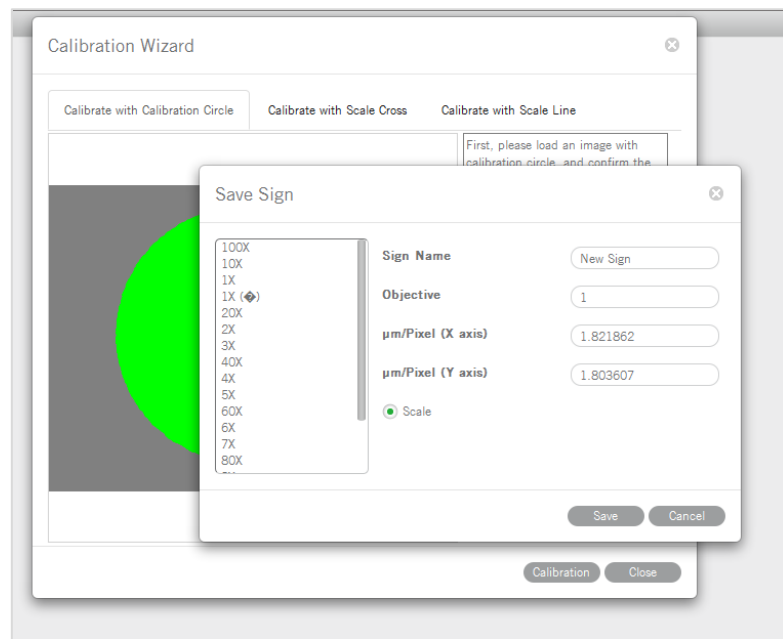 Calibration Wizard
Calibrate with Calibration Circle
Calibrate with Scale Cross
Calibrate with Scale Line
First, please load an image with
calibration circle, and confirm the
Save Sign
100X
10X
1X
1X (�)
20X
2X
3X
40X
4X
5X
60X
6X
7X
80X
Sign Name
New Sign
Objective
1
µm/Pixel (X axis)
1.821862
µm/Pixel (Y axis)
1.803607
Scale
Save
Cancel
Calibration
Close